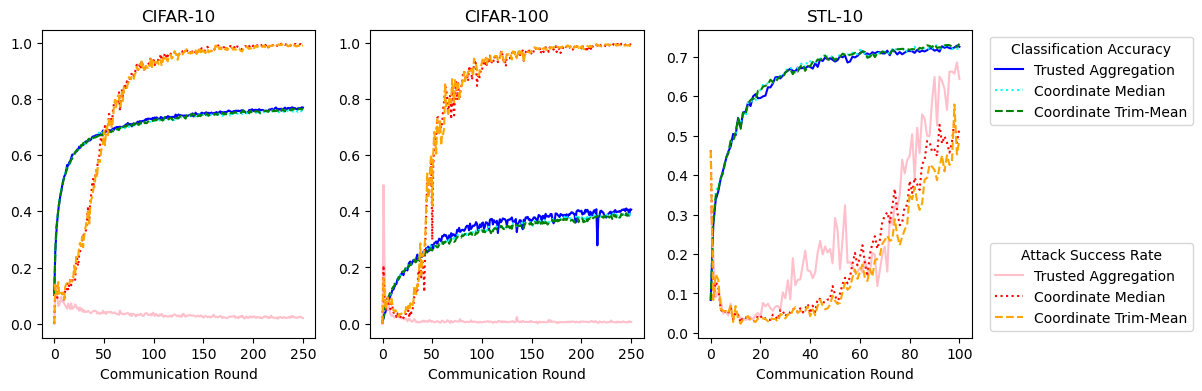 CIFAR-10
1.0
0.8
0.6
0.4
0.2
0.0
0 50 100 150 200 250
Communication Round
CIFAR-100
1.0
0.8
0.6
0.4
0.2
0.0
0 50 100 150 200 250
Communication Round
STL-10
0.7
0.6
0.5
0.4
0.3
0.2
0.1
0.0
0 20 40 60 80 100
Communication Round
Classification Accuracy
Trusted Aggregation
Coordinate Median
Coordinate Trim-Mean
Attack Success Rate
Trusted Aggregation
Coordinate Median
Coordinate Trim-Mean